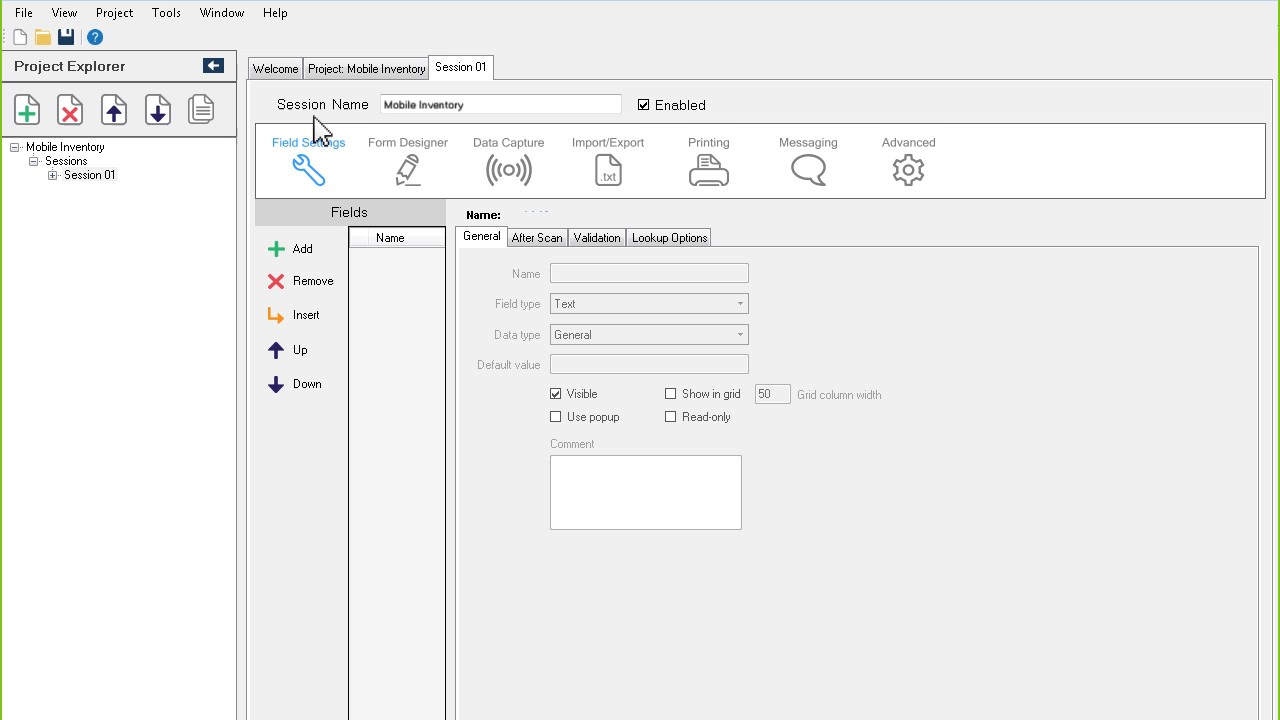 File View Project Tools Window Help
Project Explorer
Mobile Inventory
Sessions
Session 01
Welcome Project: Mobile Inventory Session 01
Session Name Mobile Inventory Enabled
Field Settings Form Designer Data Capture Import/Export Printing Messaging Advanced
.txt
Fields
Name
Add
Remove
Insert
Up
Down
Name:
General After Scan Validation Lookup Options
Name
Field type Text
Data type General
Default value
Visible Show in grid 50 Grid column width
Use popup Read-only
Comment